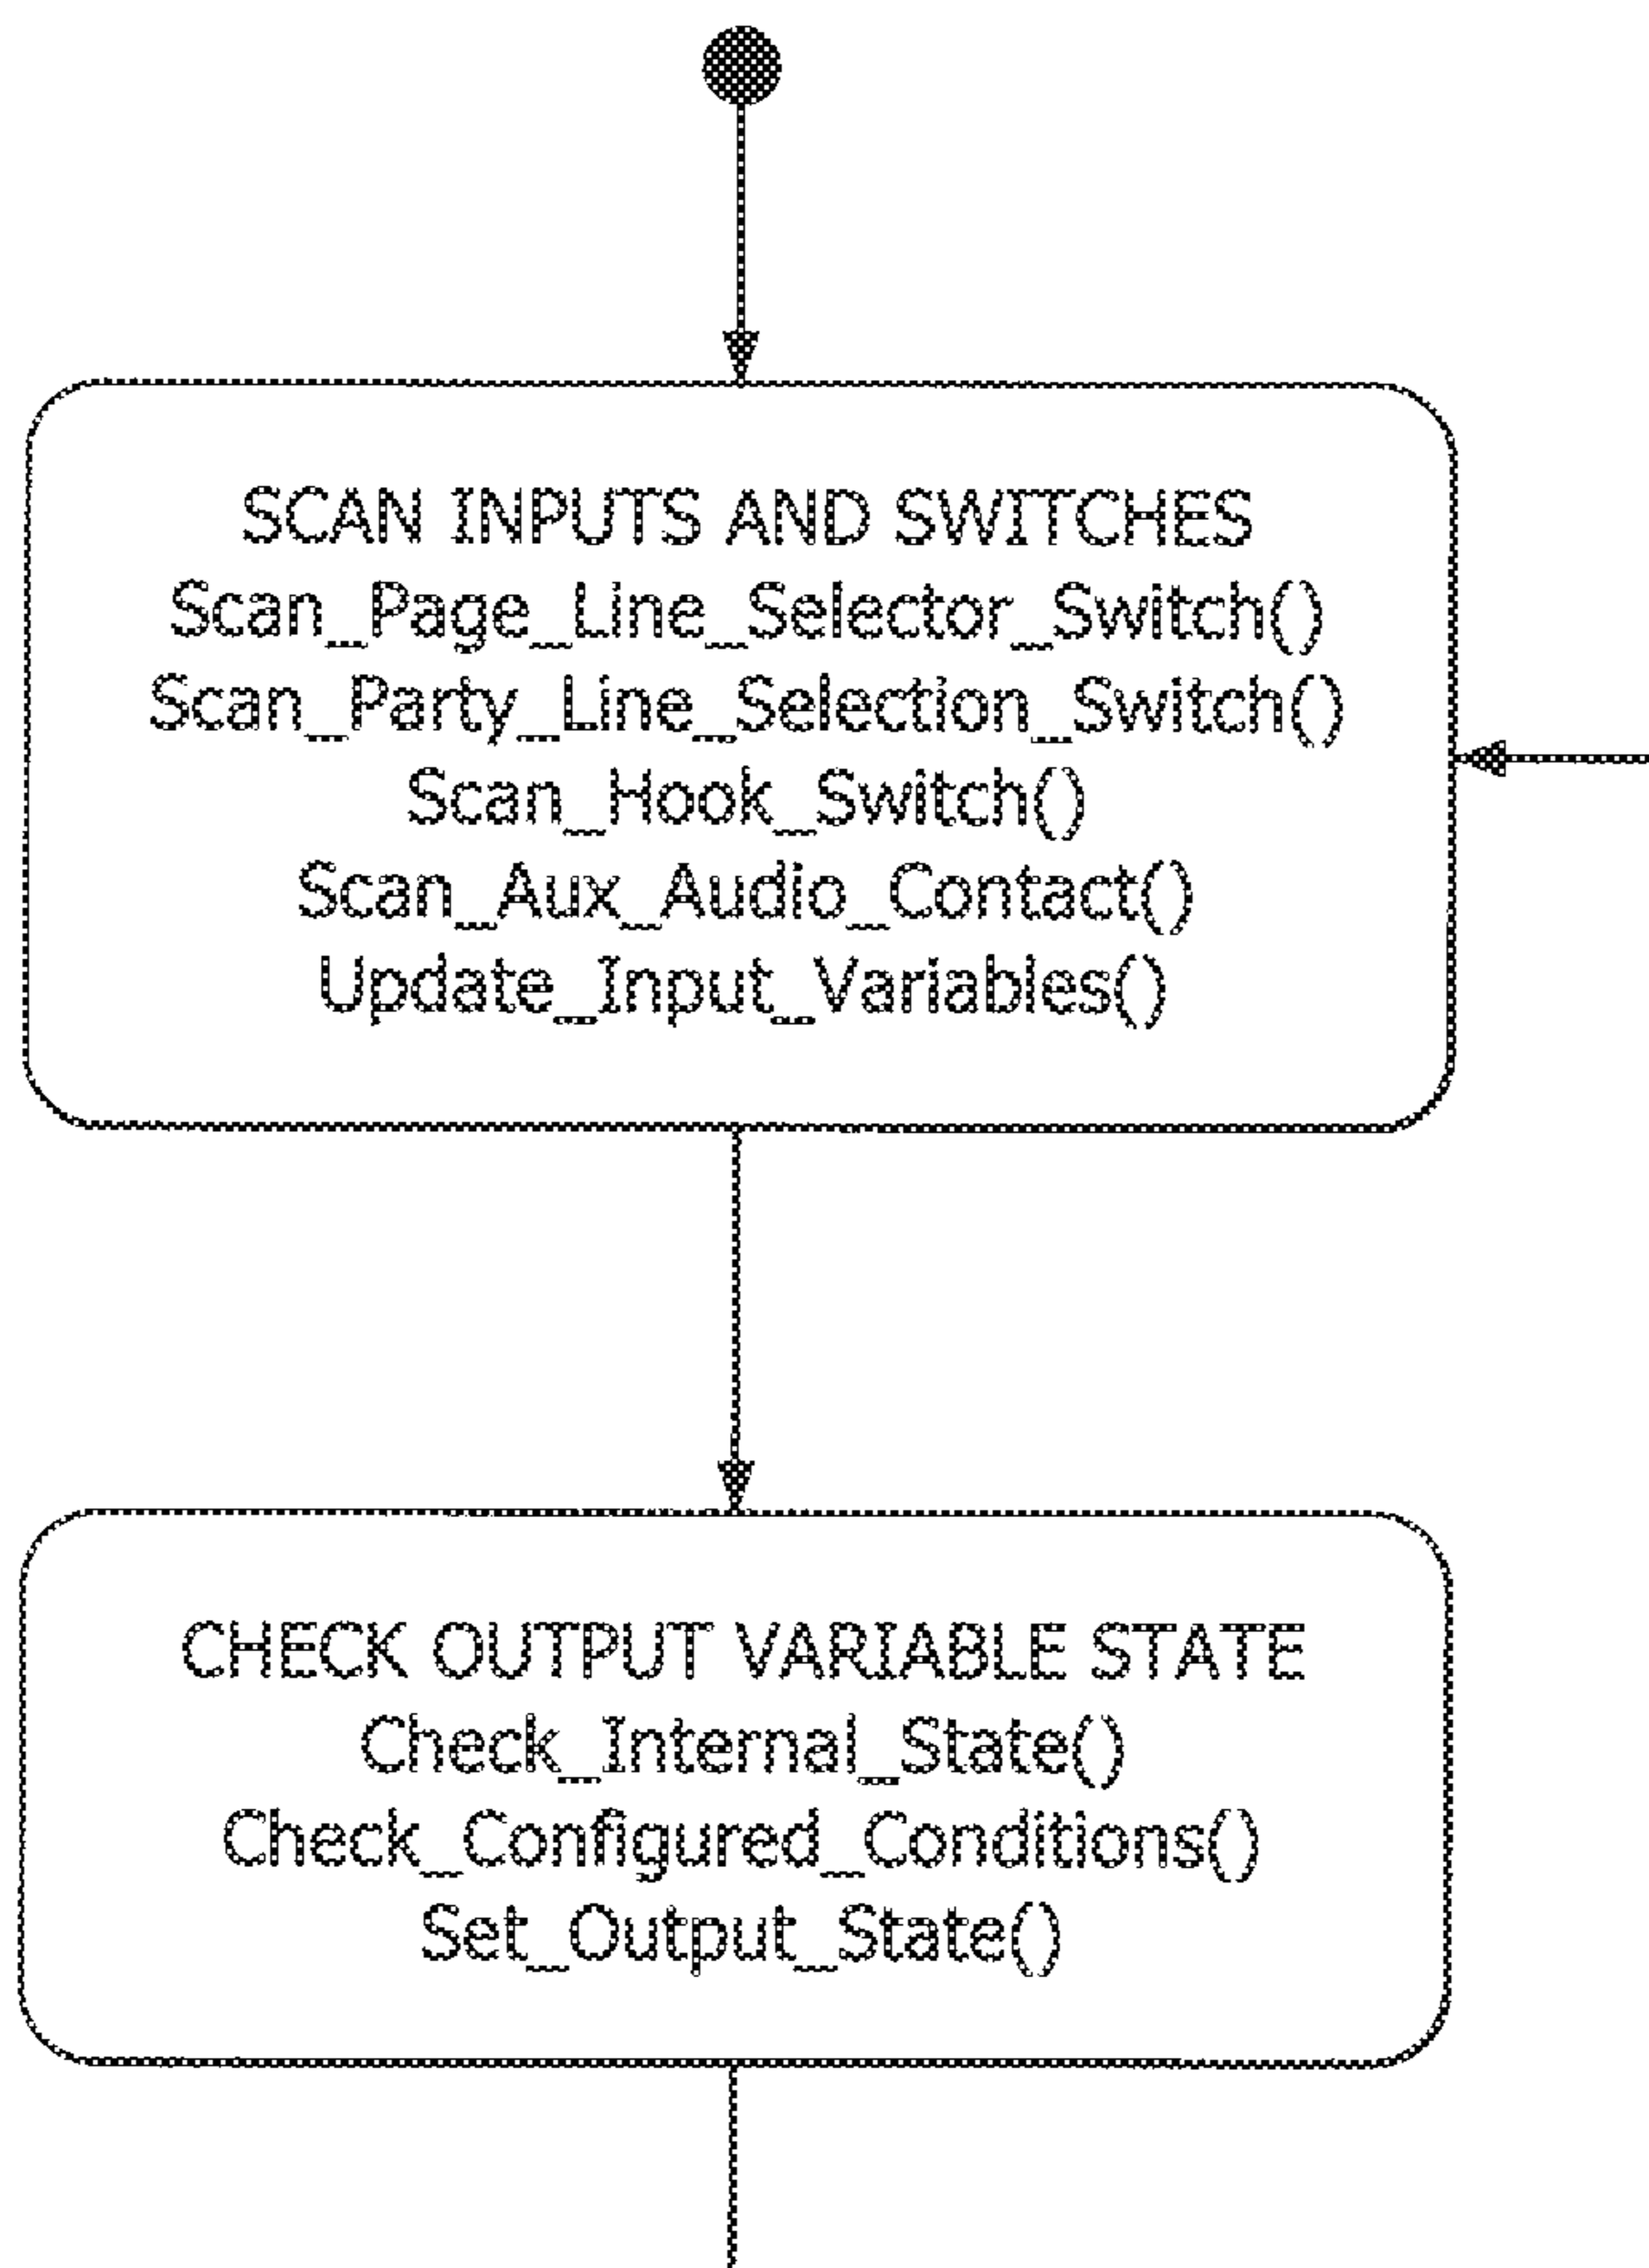 SCAN INPUTS AND SWITCHES
Scan_Page_Line_Selector_Switch()
Scan_Party_Line_Selection_Switch()
Scan_Hook_Switch()
Scan_Aux_Audio_Contact()
Update_Input_Variables()
CHECK OUTPUT VARIABLE STATE
Check_Internal_State()
Check_Configured_Conditions()
Set_Output_State()